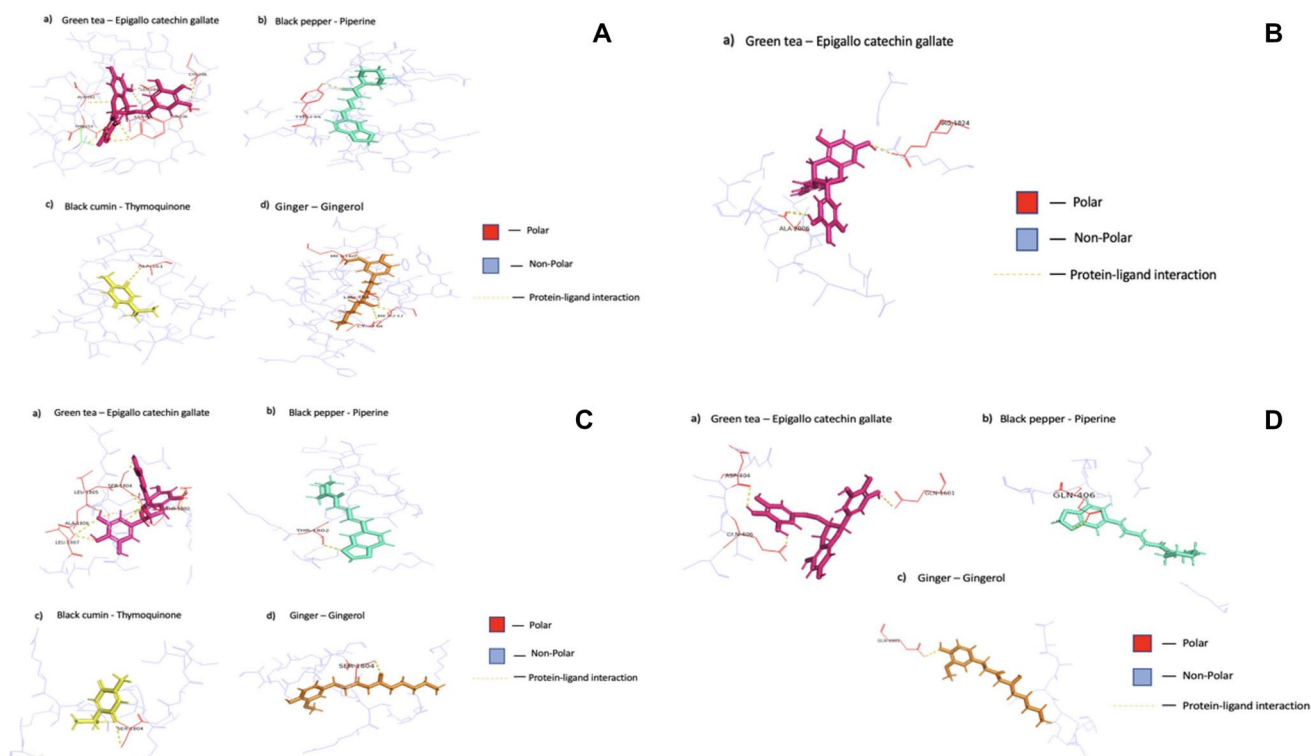 A
a) Green tea – Epigallo catechin gallate
b) Black pepper - Piperine
c) Black cumin - Thymoquinone
d) Ginger – Gingerol
— Polar
— Non-Polar
— Protein-ligand interaction
B
a) Green tea – Epigallo catechin gallate
ALA 2006
— Polar
— Non-Polar
— Protein-ligand interaction
C
a) Green tea – Epigallo catechin gallate
SER-1804
LEU-1805
ALA-1806
LEU-1807
b) Black pepper - Piperine
THR-1802
c) Black cumin - Thymoquinone
SER-1804
d) Ginger – Gingerol
SER-1804
— Polar
— Non-Polar
— Protein-ligand interaction
D
a) Green tea – Epigallo catechin gallate
ASP-404
GLN-406
GLN-1601
b) Black pepper - Piperine
GLN-406
c) Ginger – Gingerol
— Polar
— Non-Polar
— Protein-ligand interaction